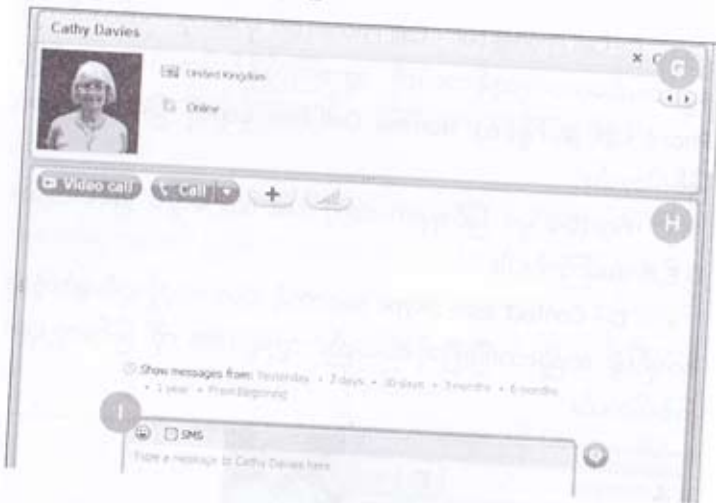 Cathy Davies
G
United Kingdom
Online
Video call
Call
H
Show messages from: Yesterday • 7 days • 30 days • 3 months • 6 months
• 1 year • From Beginning
I
SMS
Type a message to Cathy Davies here